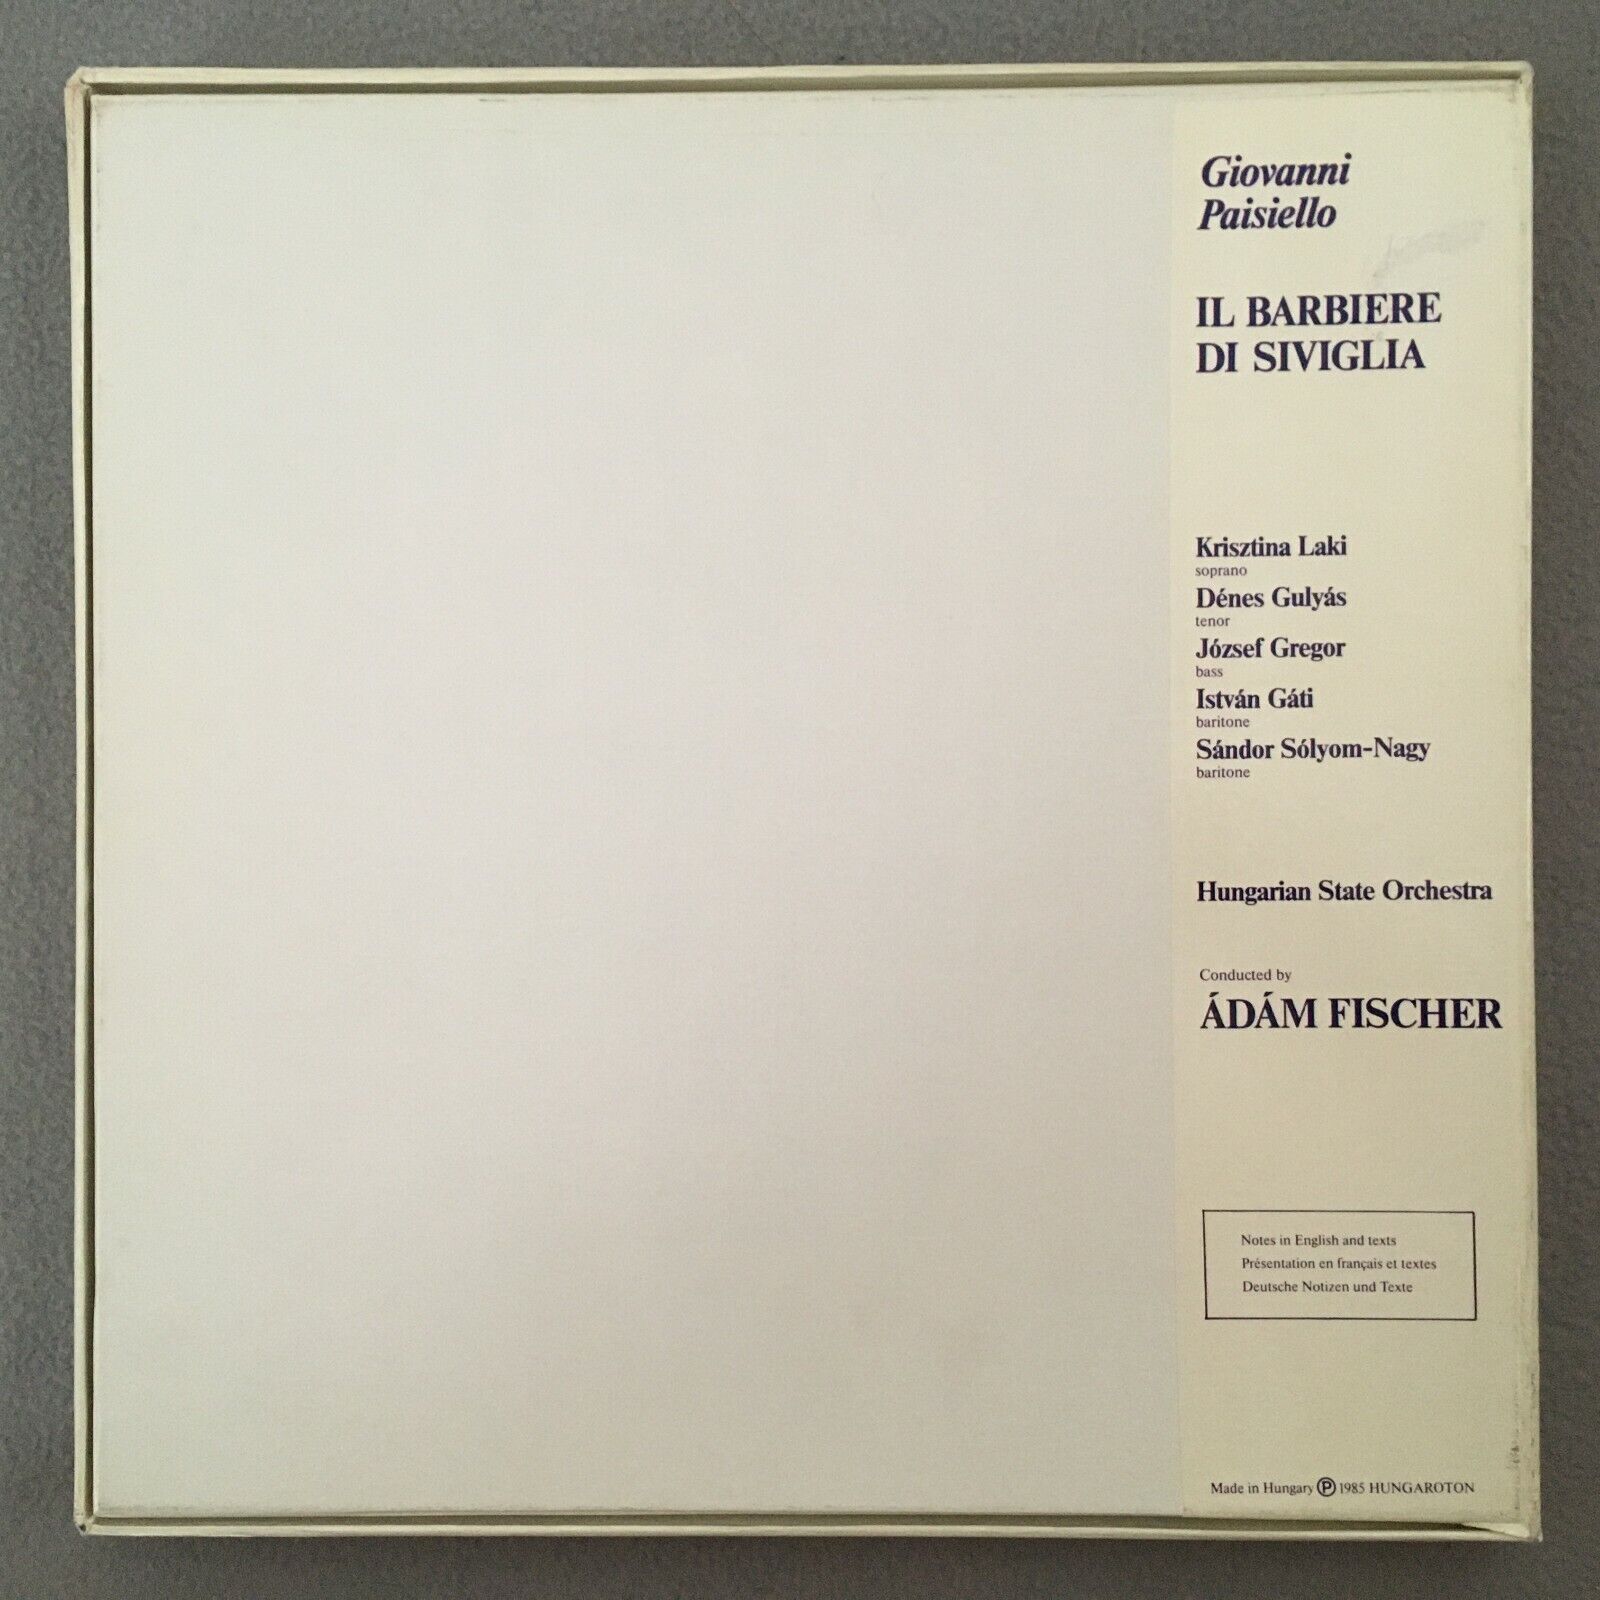 Giovanni
Paisiello
IL BARBIERE
DI SIVIGLIA
Krisztina Laki
soprano
Dénes Gulyás
tenor
József Gregor
bass
István Gáti
baritone
Sándor Sólyom-Nagy
baritone
Hungarian State Orchestra
Conducted by
ÁDÁM FISCHER
Notes in English and texts
Présentation en français et textes
Deutsche Notizen und Texte
Made in Hungary Ⓟ 1985 HUNGAROTON